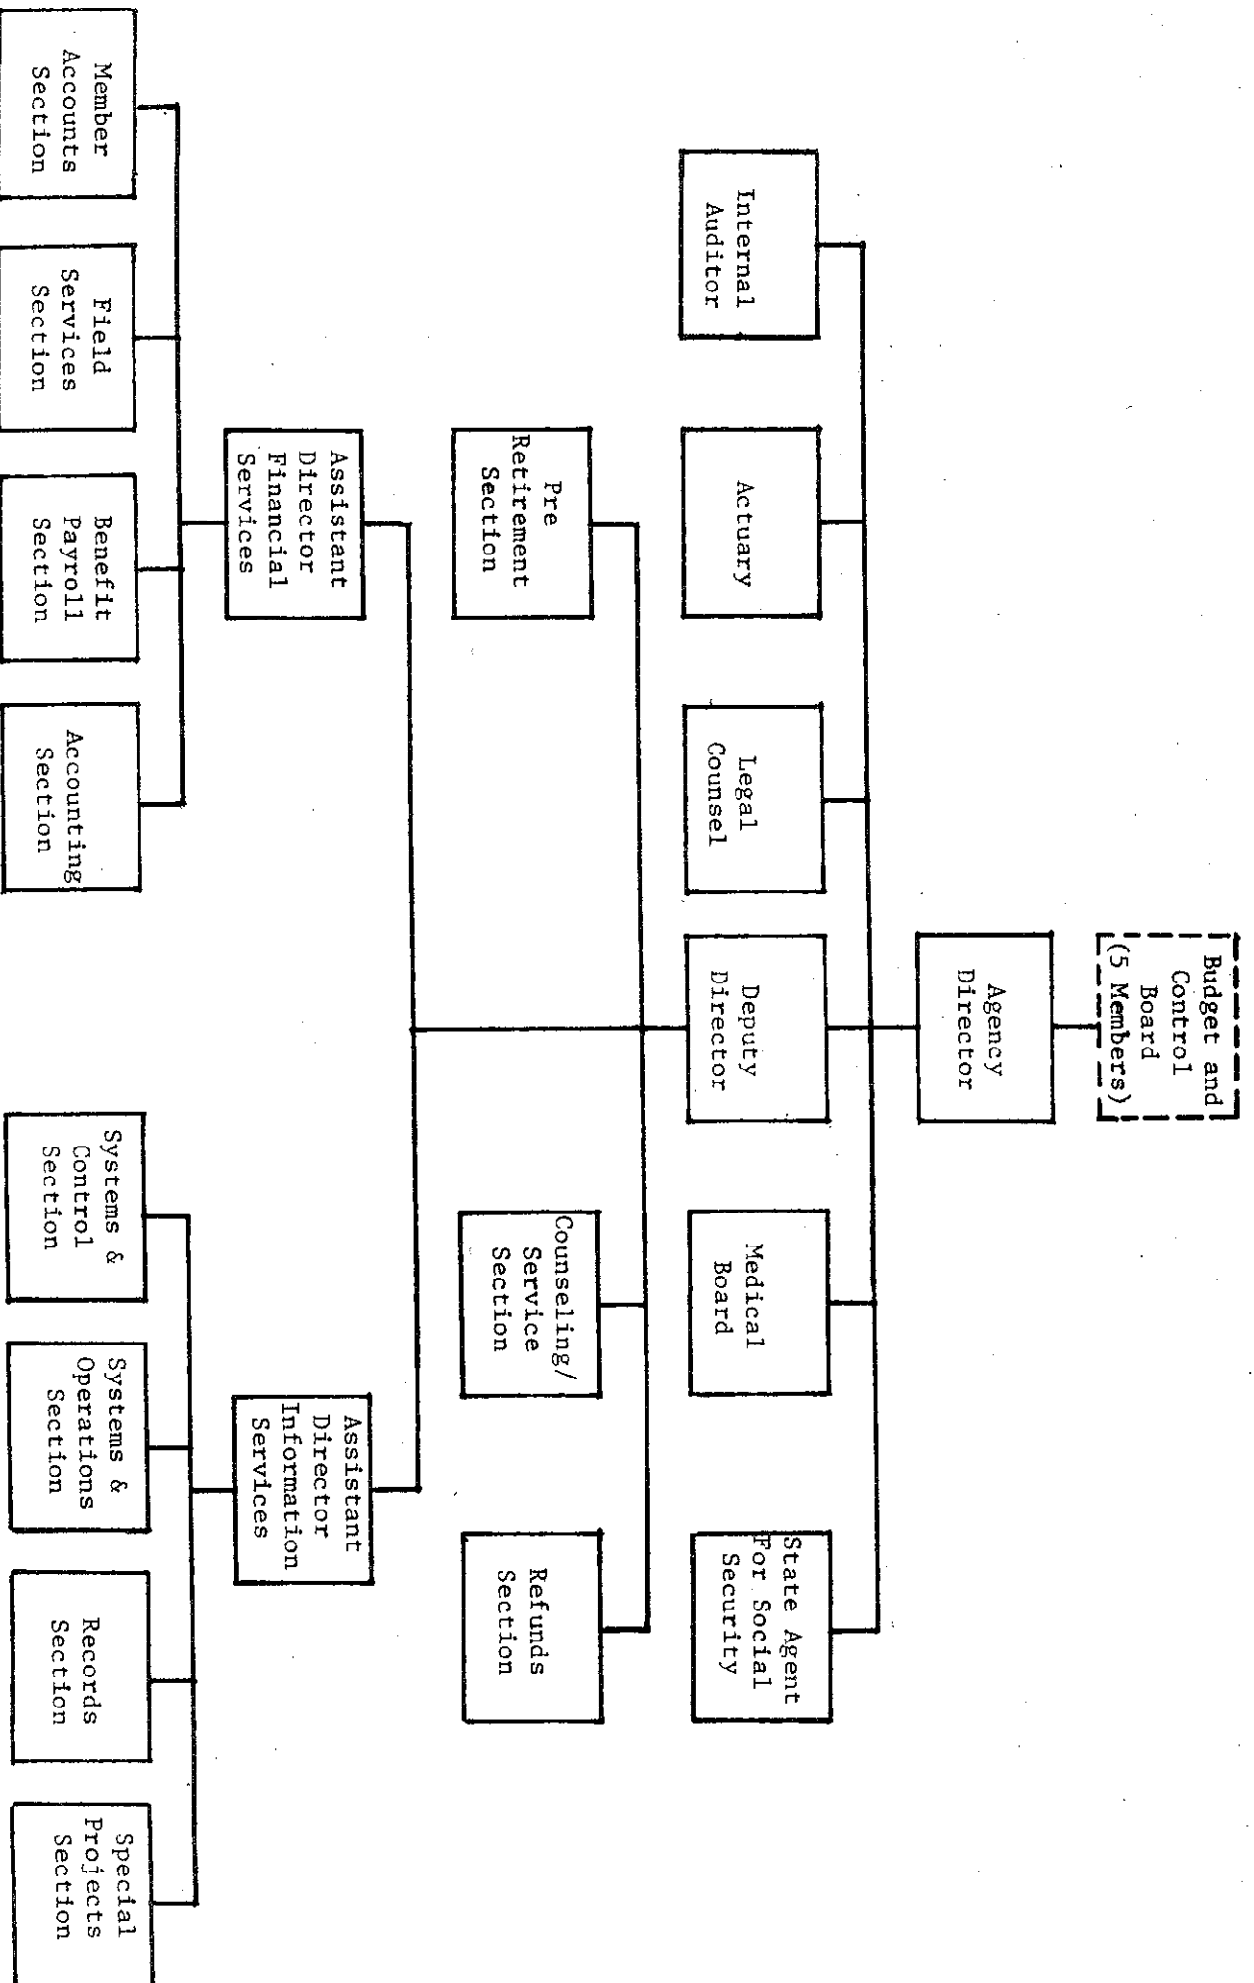 Budget and
Control
Board
(5 Members)
Agency
Director
Internal
Auditor
Actuary
Legal
Counsel
Deputy
Director
Medical
Board
State Agent
For Social
Security
Pre
Retirement
Section
Counseling/
Service
Section
Refunds
Section
Assistant
Director
Financial
Services
Assistant
Director
Information
Services
Member
Accounts
Section
Field
Services
Section
Benefit
Payroll
Section
Accounting
Section
Systems &
Control
Section
Systems &
Operations
Section
Records
Section
Special
Projects
Section